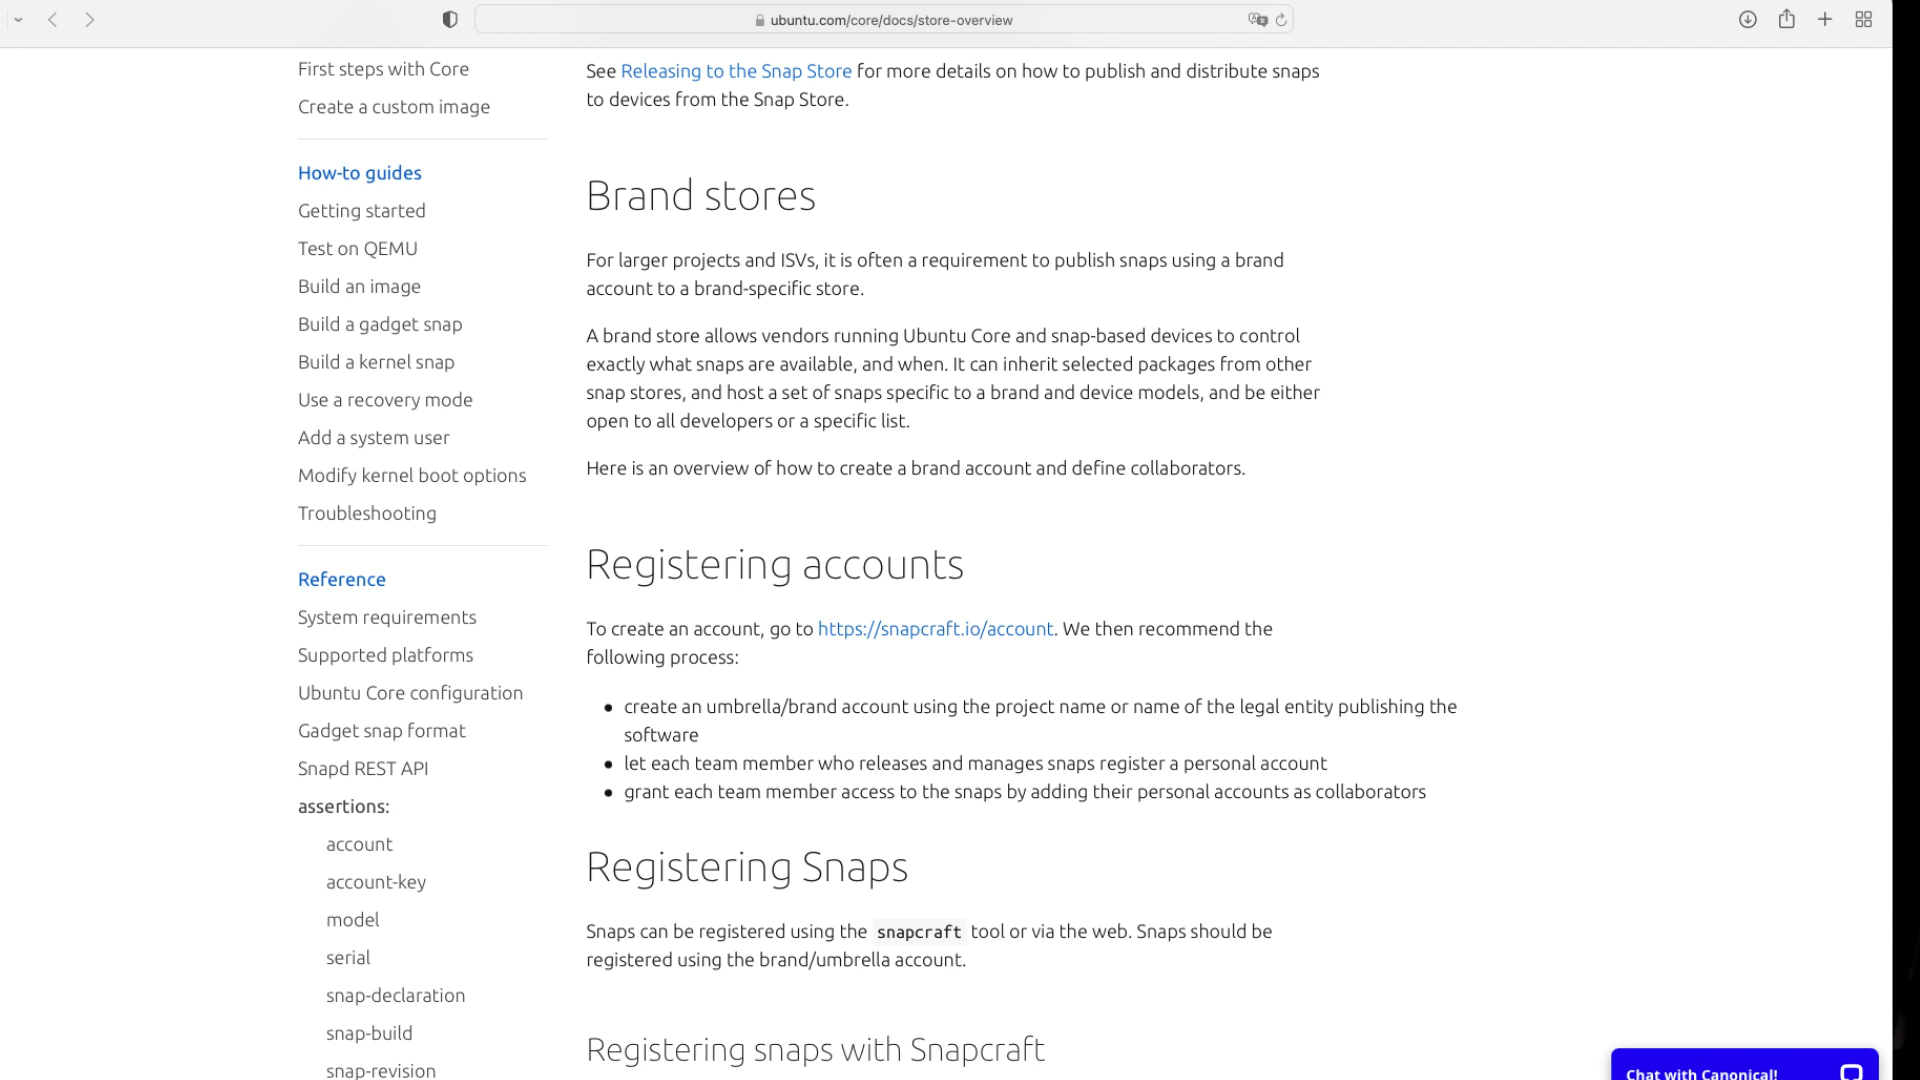 ubuntu.com/core/docs/store-overview
First steps with Core
Create a custom image
How-to guides
Getting started
Test on QEMU
Build an image
Build a gadget snap
Build a kernel snap
Use a recovery mode
Add a system user
Modify kernel boot options
Troubleshooting
Reference
System requirements
Supported platforms
Ubuntu Core configuration
Gadget snap format
Snapd REST API
assertions:
account
account-key
model
serial
snap-declaration
snap-build
snap-revision
See Releasing to the Snap Store for more details on how to publish and distribute snaps
to devices from the Snap Store.
Brand stores
For larger projects and ISVs, it is often a requirement to publish snaps using a brand
account to a brand-specific store.
A brand store allows vendors running Ubuntu Core and snap-based devices to control
exactly what snaps are available, and when. It can inherit selected packages from other
snap stores, and host a set of snaps specific to a brand and device models, and be either
open to all developers or a specific list.
Here is an overview of how to create a brand account and define collaborators.
Registering accounts
To create an account, go to https://snapcraft.io/account. We then recommend the
following process:
• create an umbrella/brand account using the project name or name of the legal entity publishing the
software
• let each team member who releases and manages snaps register a personal account
• grant each team member access to the snaps by adding their personal accounts as collaborators
Registering Snaps
Snaps can be registered using the snapcraft tool or via the web. Snaps should be
registered using the brand/umbrella account.
Registering snaps with Snapcraft
Chat with Canonical!